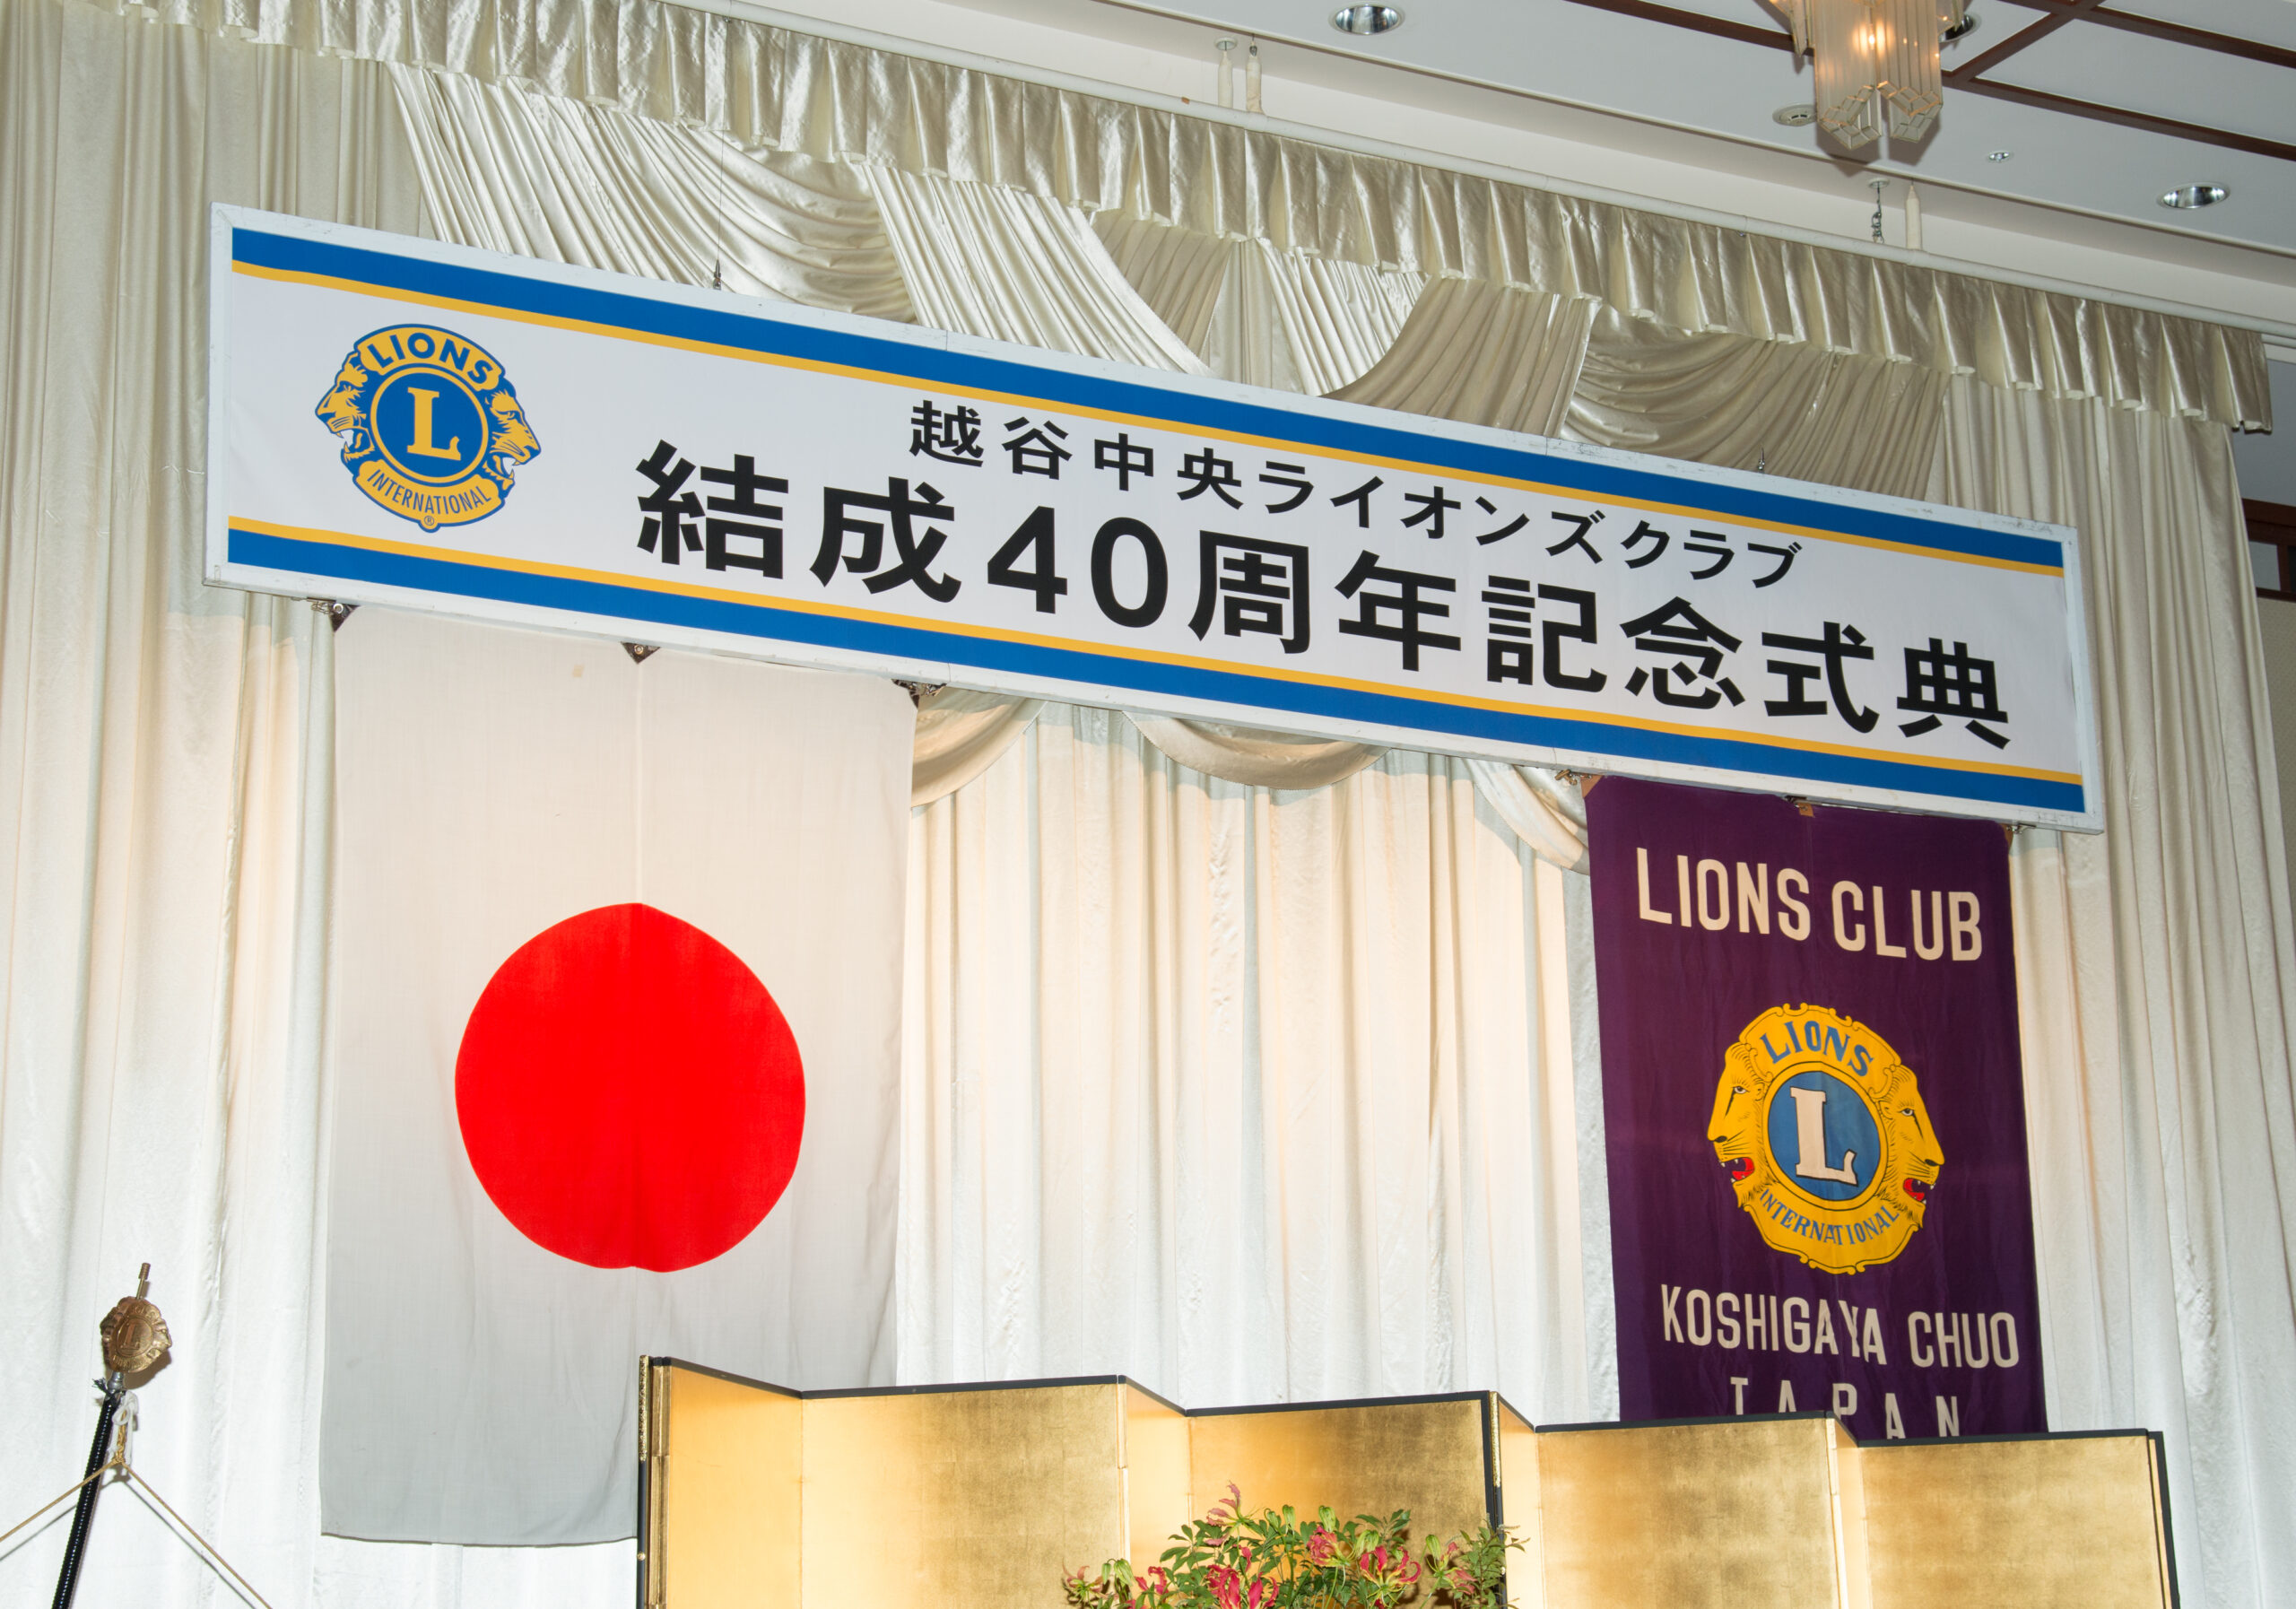 LIONS
L
INTERNATIONAL
®
越谷中央ライオンズクラブ
結成40周年記念式典
LIONS CLUB
LIONS
L
INTERNATIONAL
KOSHIGAYA CHUO
JAPAN